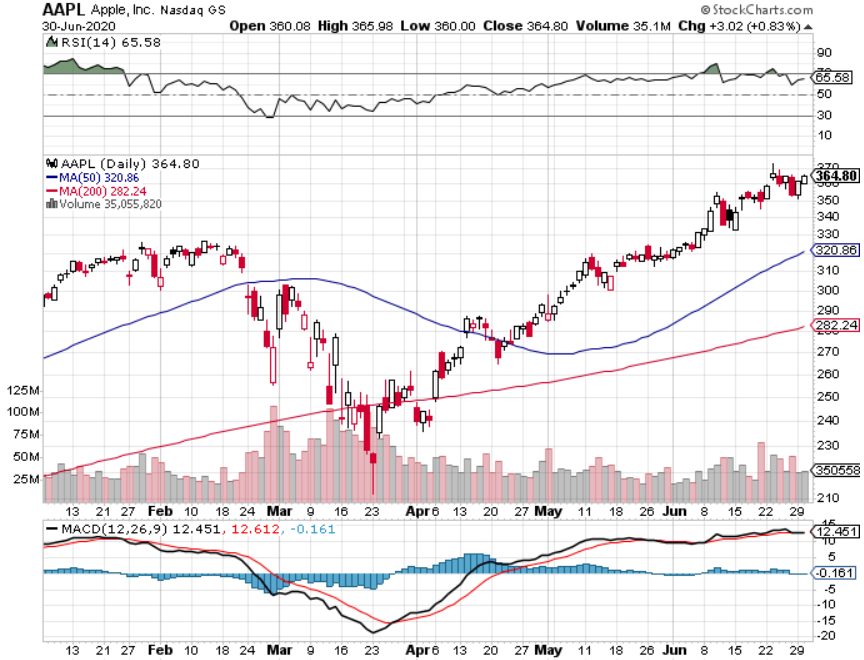 AAPL Apple, Inc. Nasdaq GS © StockCharts.com
30-Jun-2020 Open 360.08 High 365.98 Low 360.00 Close 364.80 Volume 35.1M Chg +3.02 (+0.83%)
RSI(14) 65.58
90
70
65.58
50
30
10
AAPL (Daily) 364.80
MA(50) 320.86
MA(200) 282.24
Volume 35,055,820
370
364.80
360
350
340
330
320.86
310
300
290
282.24
270
260
125M 250
100M 240
75M 230
50M
350558
25M
210
13 21 27 Feb 10 18 24 Mar 9 16 23 Apr 6 13 20 27 May 11 18 26 Jun 8 15 22 29
MACD(12,26,9) 12.451, 12.612, -0.161
15
12.451
10
5
-0.161
-5
-10
-15
-20
13 21 27 Feb 10 18 24 Mar 9 16 23 Apr 6 13 20 27 May 11 18 26 Jun 8 15 22 29